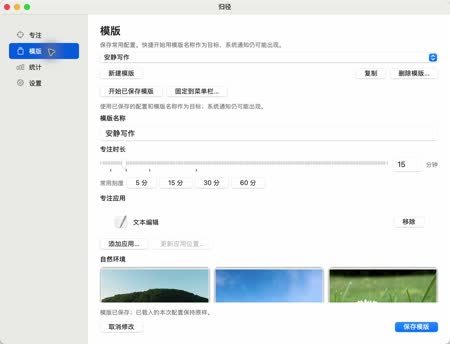 归径
专注
模版
统计
设置
模版
保存常用配置。快捷开始用模版名称作为目标，系统通知仍可能出现。
安静写作
新建模版
复制
删除模版...
开始已保存模版
固定到菜单栏...
使用已保存的配置和模版名称作为目标；系统通知仍可能出现。
模版名称
安静写作
专注时长
15 分钟
常用刻度 5 分 15 分 30 分 60 分
专注应用
文本编辑
移除
添加应用...
更新应用位置...
自然环境
模版已保存；已载入的本次配置保持原样。
取消修改
保存模版